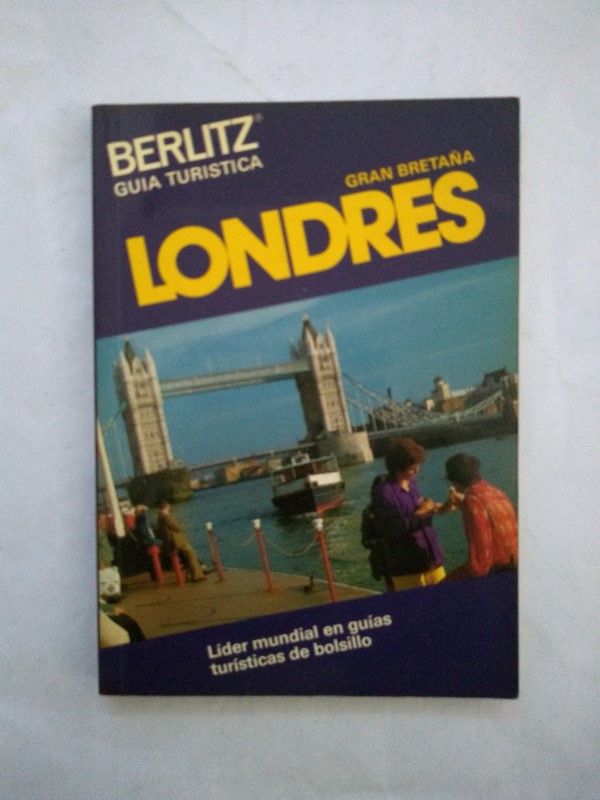 BERLITZ®
GUIA TURISTICA
GRAN BRETAÑA
LONDRES
Líder mundial en guías
turísticas de bolsillo